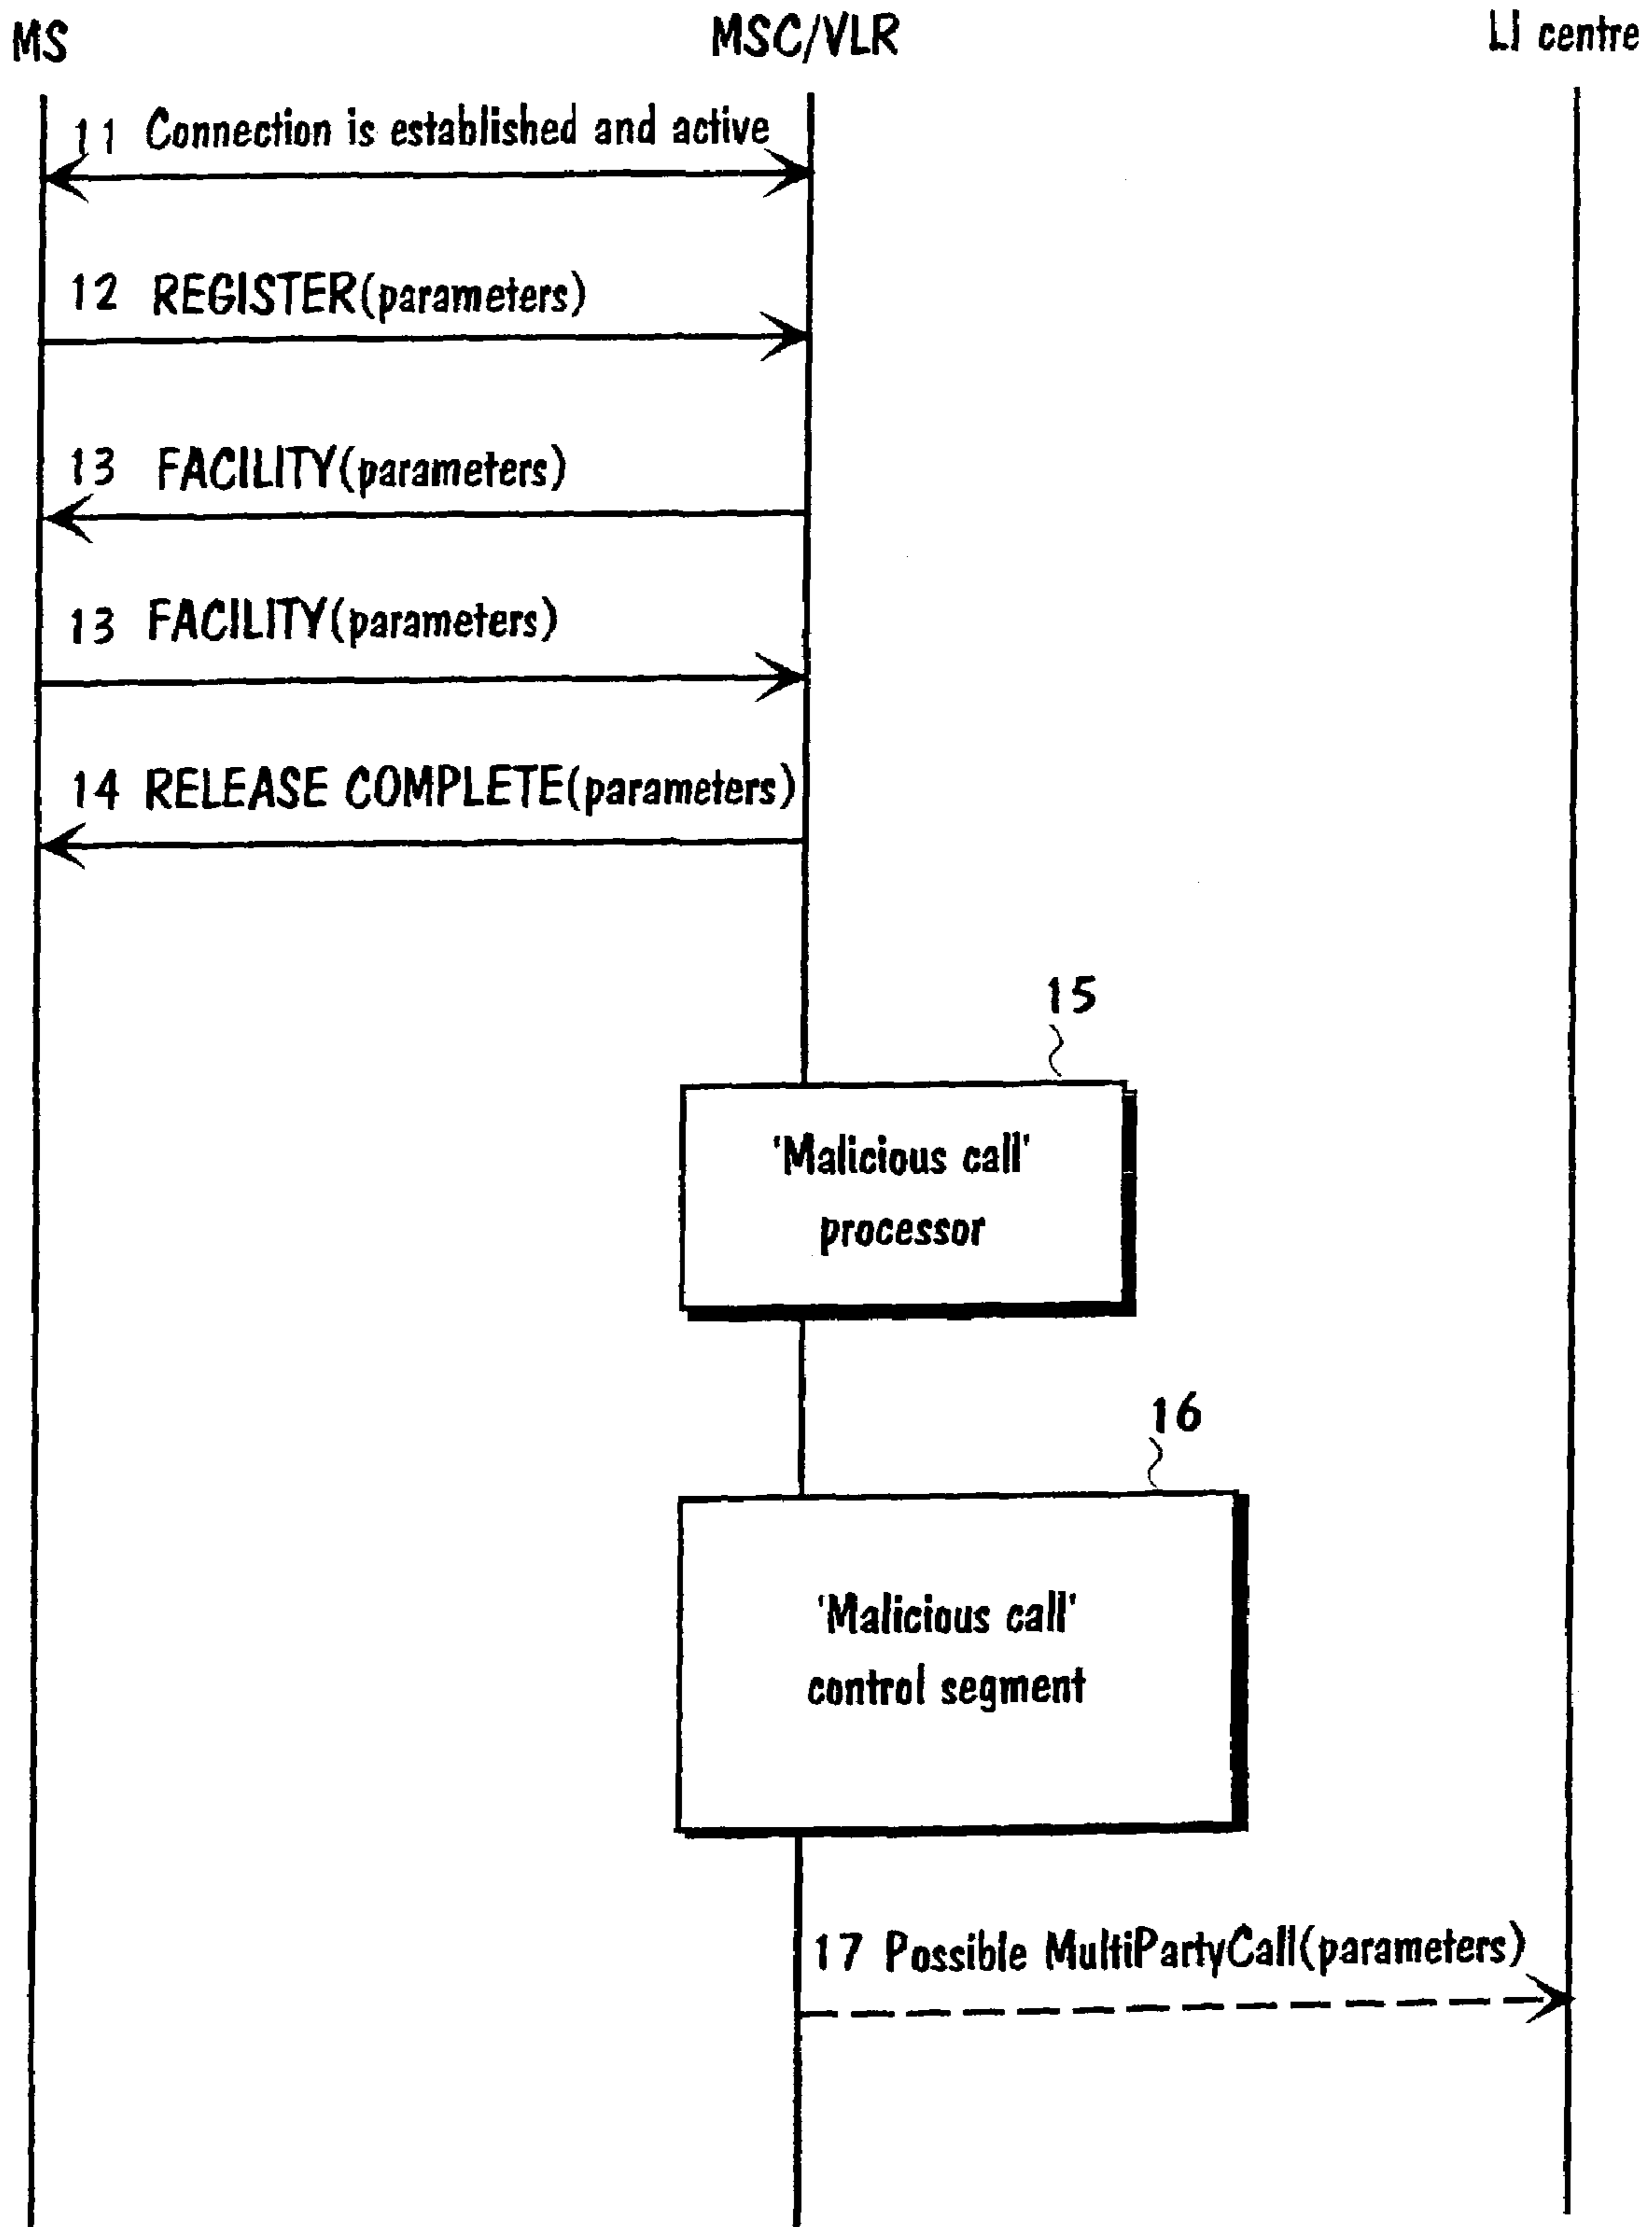 MS MSC/VLR LI centre
11 Connection is established and active
12 REGISTER(parameters)
13 FACILITY(parameters)
13 FACILITY(parameters)
14 RELEASE COMPLETE(parameters)
15
'Malicious call'
processor
16
'Malicious call'
control segment
17 Possible MultiPartyCall(parameters)